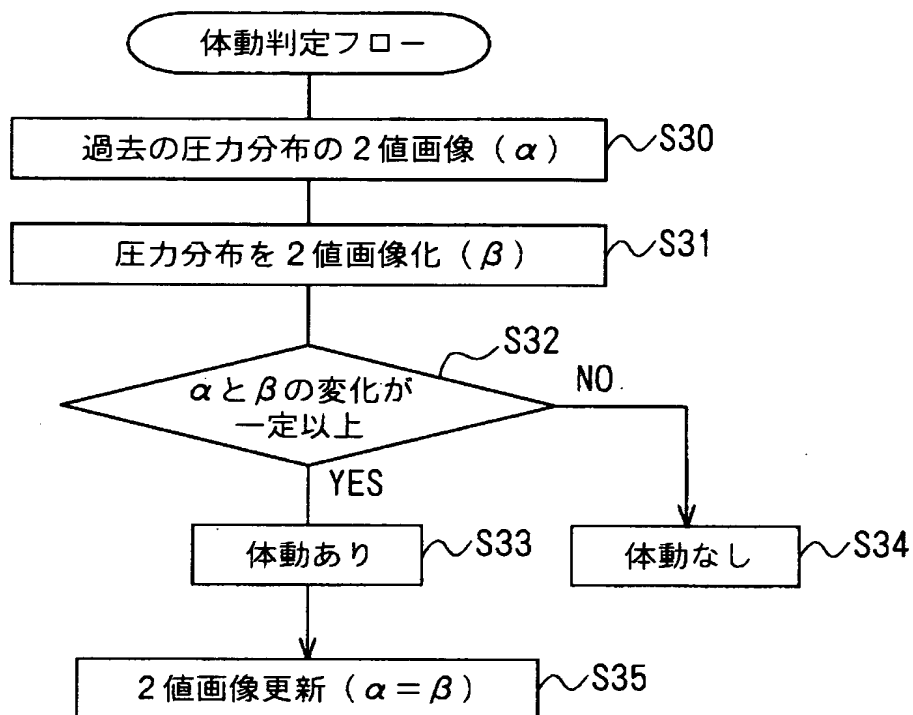 体動判定フロー
過去の圧力分布の2値画像(α)
S30
圧力分布を2値画像化(β)
S31
S32
αとβの変化が
一定以上
NO
YES
体動あり
S33
体動なし
S34
2値画像更新(α=β)
S35